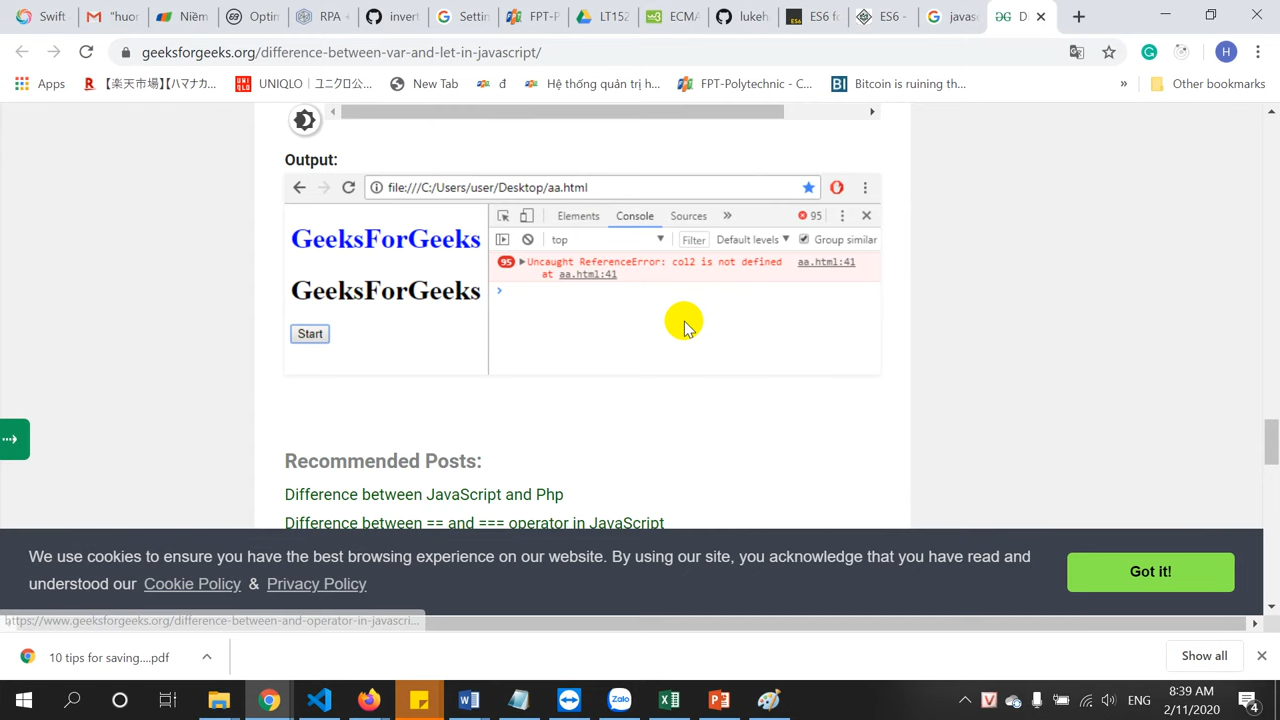 Swift
"huor
Niềm
Optin
RPA
invert
Settin
FPT-P
LT152
ECMA
lukeh
ES6 fo
ES6 -
javas
D
geeksforgeeks.org/difference-between-var-and-let-in-javascript/
H
Apps
【楽天市場】【ハマナカ...
UNIQLO｜ユニクロ公...
New Tab
đ
Hệ thống quản trị h...
FPT-Polytechnic - C...
BI
Bitcoin is ruining th...
»
Other bookmarks
Output:
file:///C:/Users/user/Desktop/aa.html
Elements
Console
Sources
»
95
top
Filter
Default levels
Group similar
GeeksForGeeks
GeeksForGeeks
Start
95 Uncaught ReferenceError: col2 is not defined aa.html:41
at aa.html:41
Recommended Posts:
Difference between JavaScript and Php
Difference between == and === operator in JavaScript
We use cookies to ensure you have the best browsing experience on our website. By using our site, you acknowledge that you have read and
understood our Cookie Policy & Privacy Policy
Got it!
https://www.geeksforgeeks.org/difference-between-and-operator-in-javascri...
10 tips for saving....pdf
Show all
Zalo
ENG
8:39 AM
2/11/2020
4